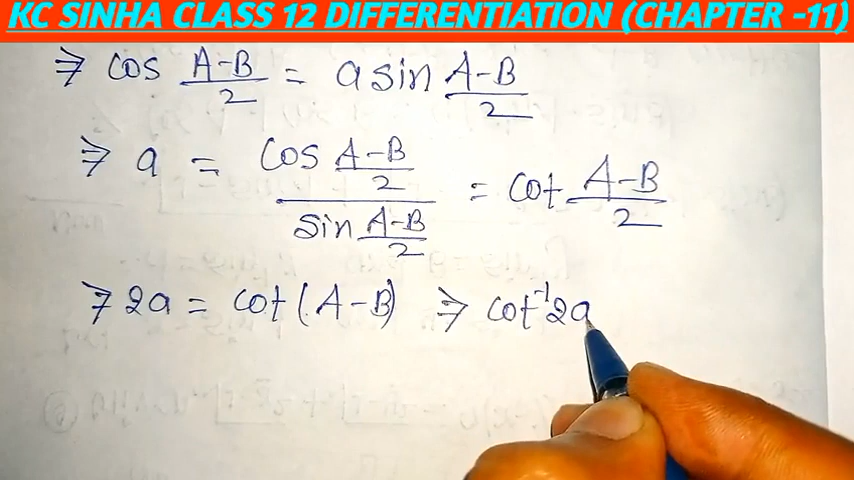 KC SINHA CLASS 12 DIFFERENTIATION (CHAPTER -11)
⇒ cos (A-B)/2 = a sin (A-B)/2
⇒ a = (cos (A-B)/2)/(sin (A-B)/2) = cot (A-B)/2
⇒ 2a = cot (A-B) ⇒ cot⁻¹2a